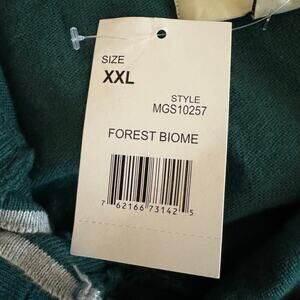 SIZE
XXL
STYLE
MGS10257
FOREST BIOME
7 62166 73142 5